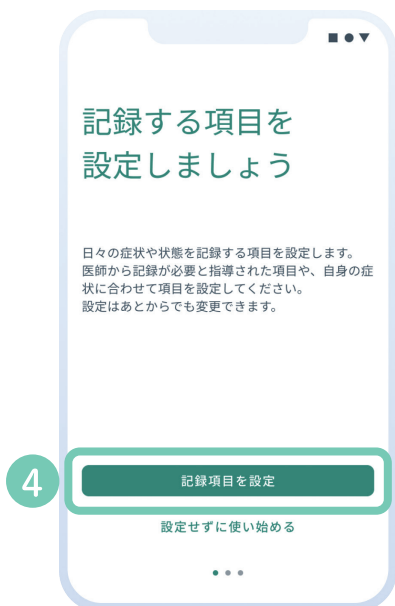 記録する項目を
設定しましょう
日々の症状や状態を記録する項目を設定します。
医師から記録が必要と指導された項目や、自身の症
状に合わせて項目を設定してください。
設定はあとからでも変更できます。
4
記録項目を設定
設定せずに使い始める